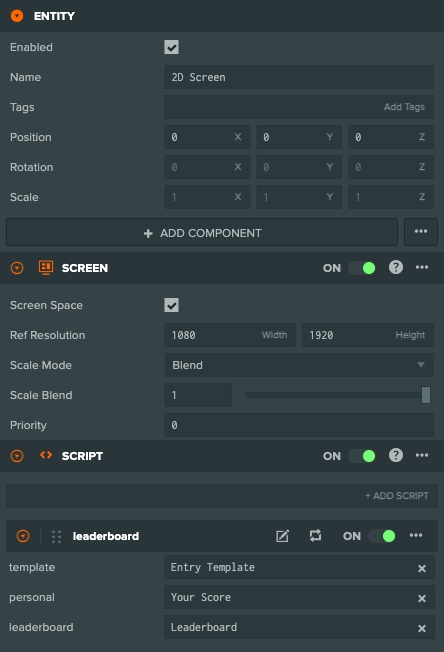 ENTITY
Enabled
Name 2D Screen
Tags Add Tags
Position 0 X 0 Y 0 Z
Rotation 0 X 0 Y 0 Z
Scale 1 X 1 Y 1 Z
+ ADD COMPONENT ...
SCREEN ON ? ...
Screen Space
Ref Resolution 1080 Width 1920 Height
Scale Mode Blend
Scale Blend 1
Priority 0
<> SCRIPT ON ? ...
+ ADD SCRIPT
leaderboard ON ...
template Entry Template ×
personal Your Score ×
leaderboard Leaderboard ×